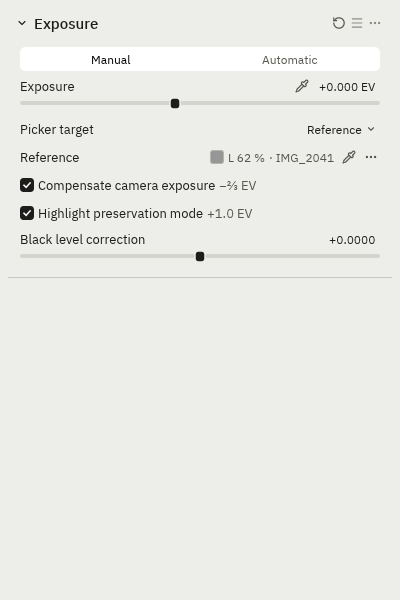 Exposure
Manual Automatic
Exposure +0.000 EV
Picker target Reference
Reference L 62 % · IMG_2041
Compensate camera exposure −⅔ EV
Highlight preservation mode +1.0 EV
Black level correction +0.0000